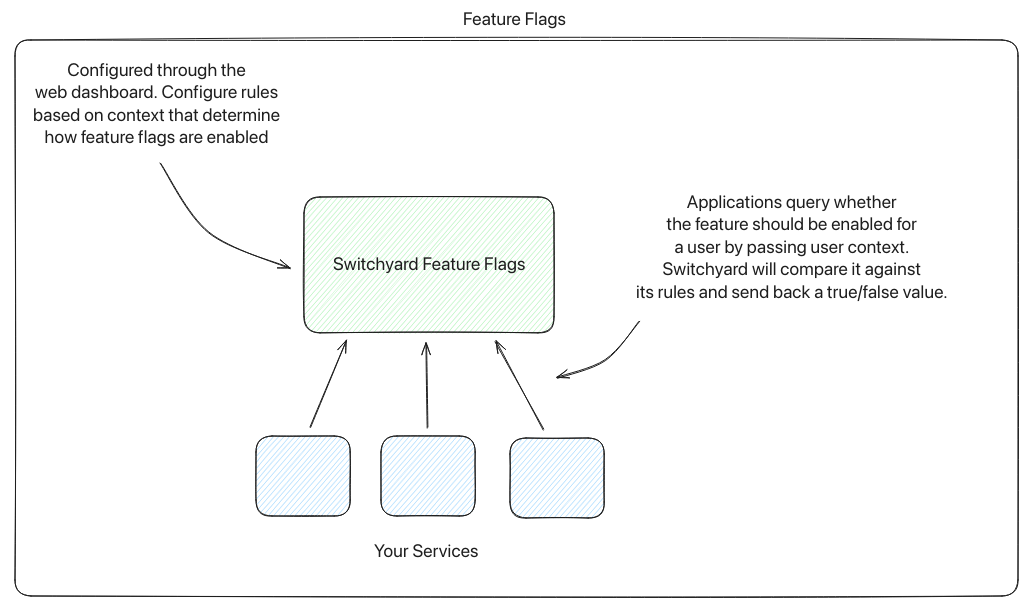 Feature Flags
Configured through the
web dashboard. Configure rules
based on context that determine
how feature flags are enabled
Applications query whether
the feature should be enabled for
a user by passing user context.
Switchyard will compare it against
its rules and send back a true/false value.
Switchyard Feature Flags
Your Services